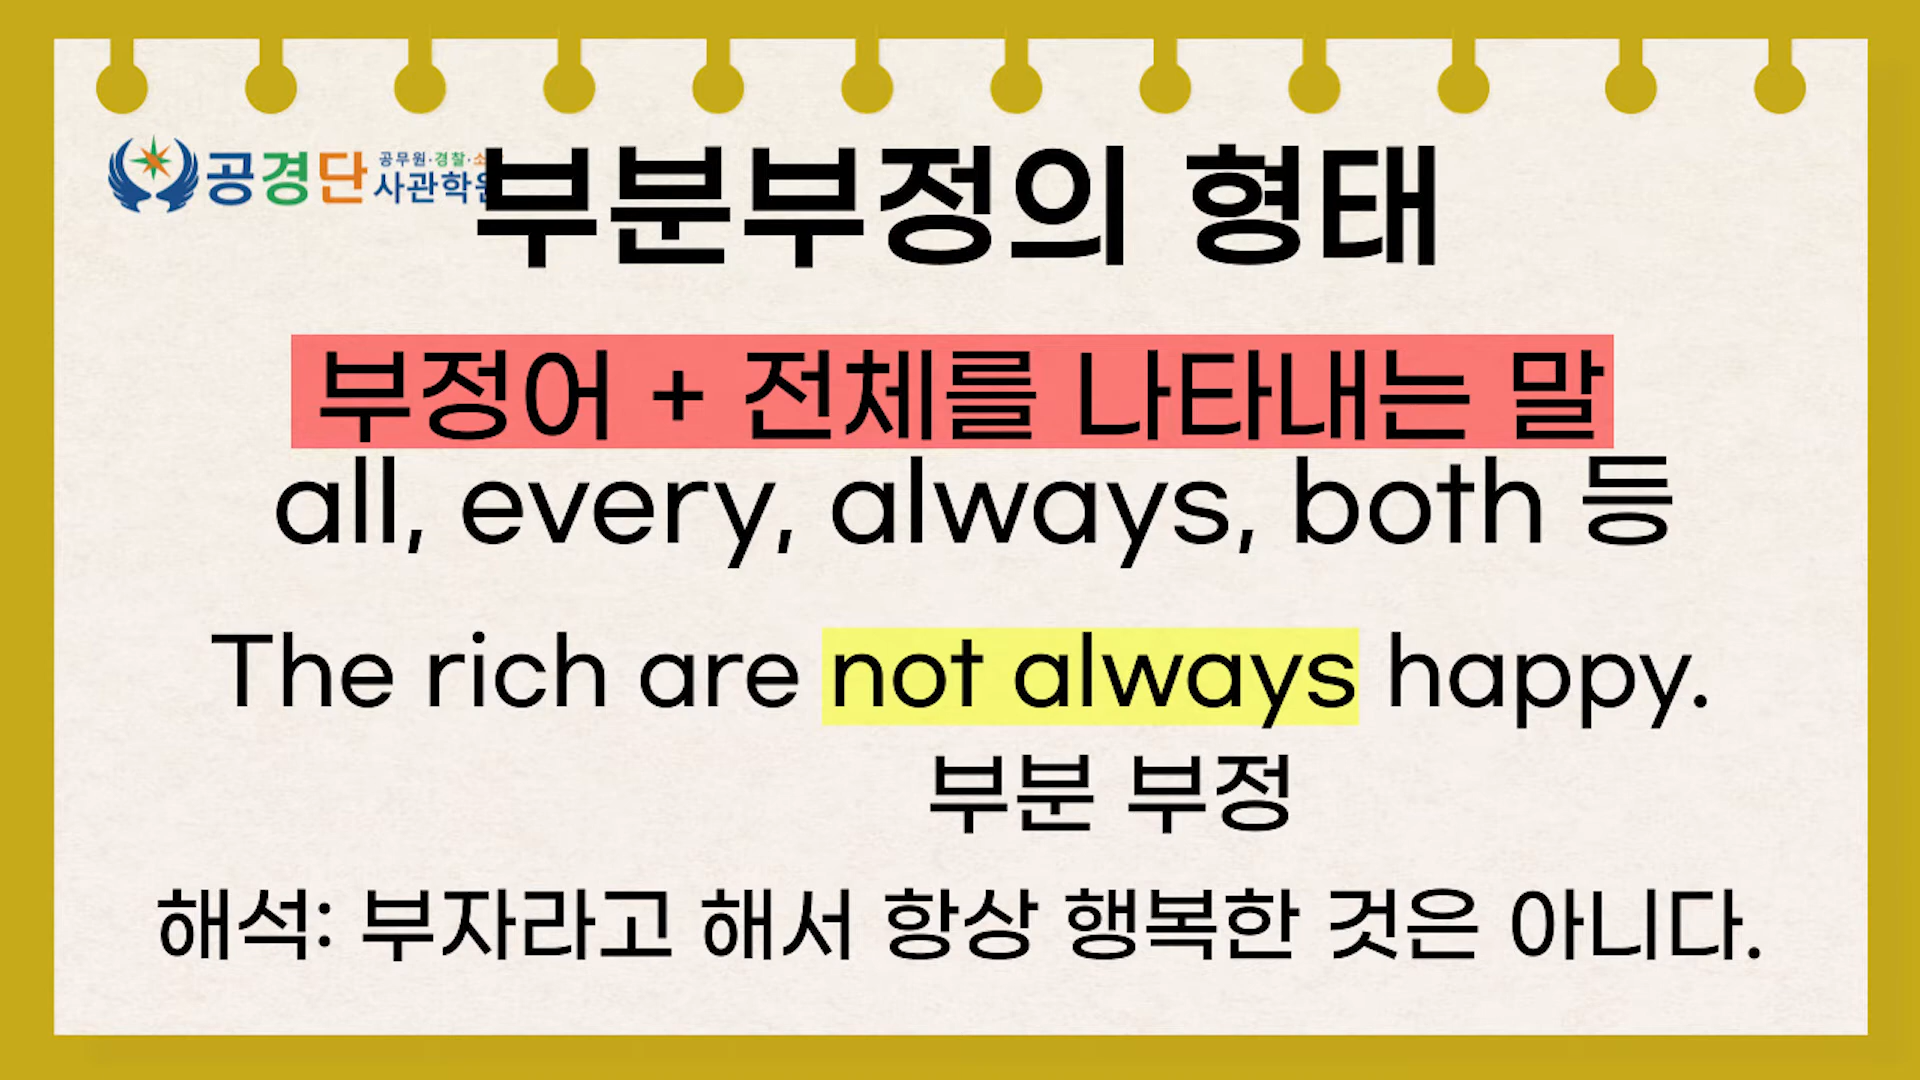 공경단
공무원·경찰·
사관학원
부분부정의 형태
부정어 + 전체를 나타내는 말
all, every, always, both 등
The rich are not always happy.
부분 부정
해석: 부자라고 해서 항상 행복한 것은 아니다.